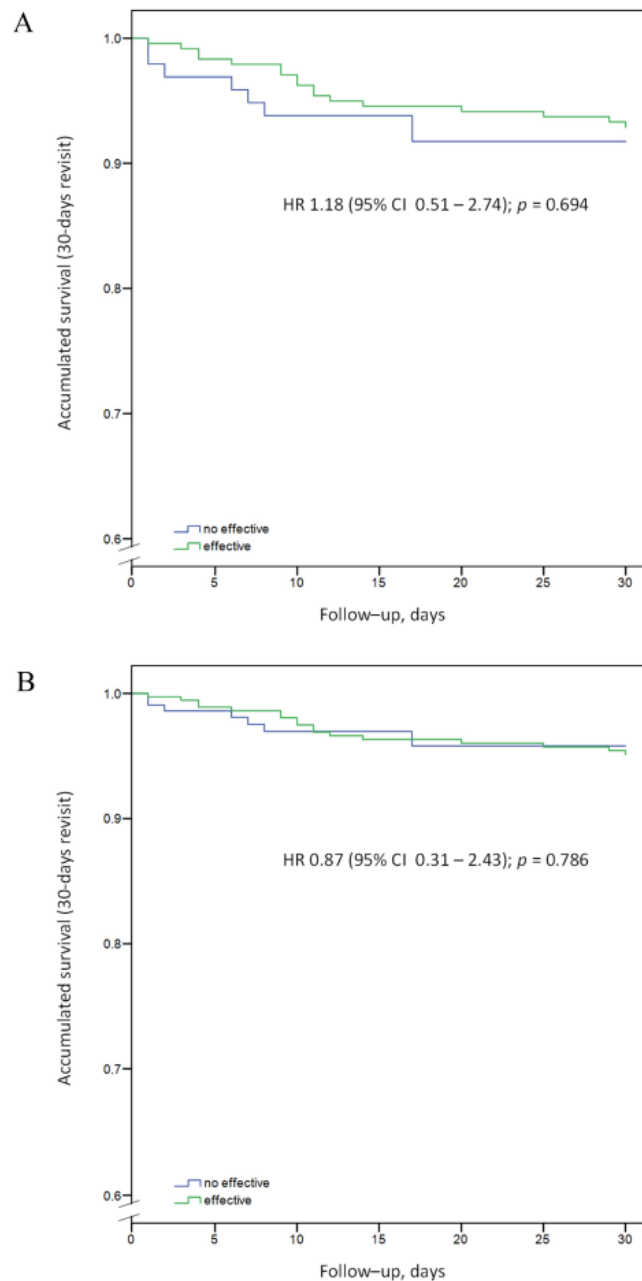 A
Accumulated survival (30-days revisit)
1.0
0.9
0.8
0.7
0.6
HR 1.18 (95% CI 0.51 – 2.74); p = 0.694
no effective
effective
0 5 10 15 20 25 30
Follow–up, days
B
Accumulated survival (30-days revisit)
1.0
0.9
0.8
0.7
0.6
HR 0.87 (95% CI 0.31 – 2.43); p = 0.786
no effective
effective
0 5 10 15 20 25 30
Follow–up, days